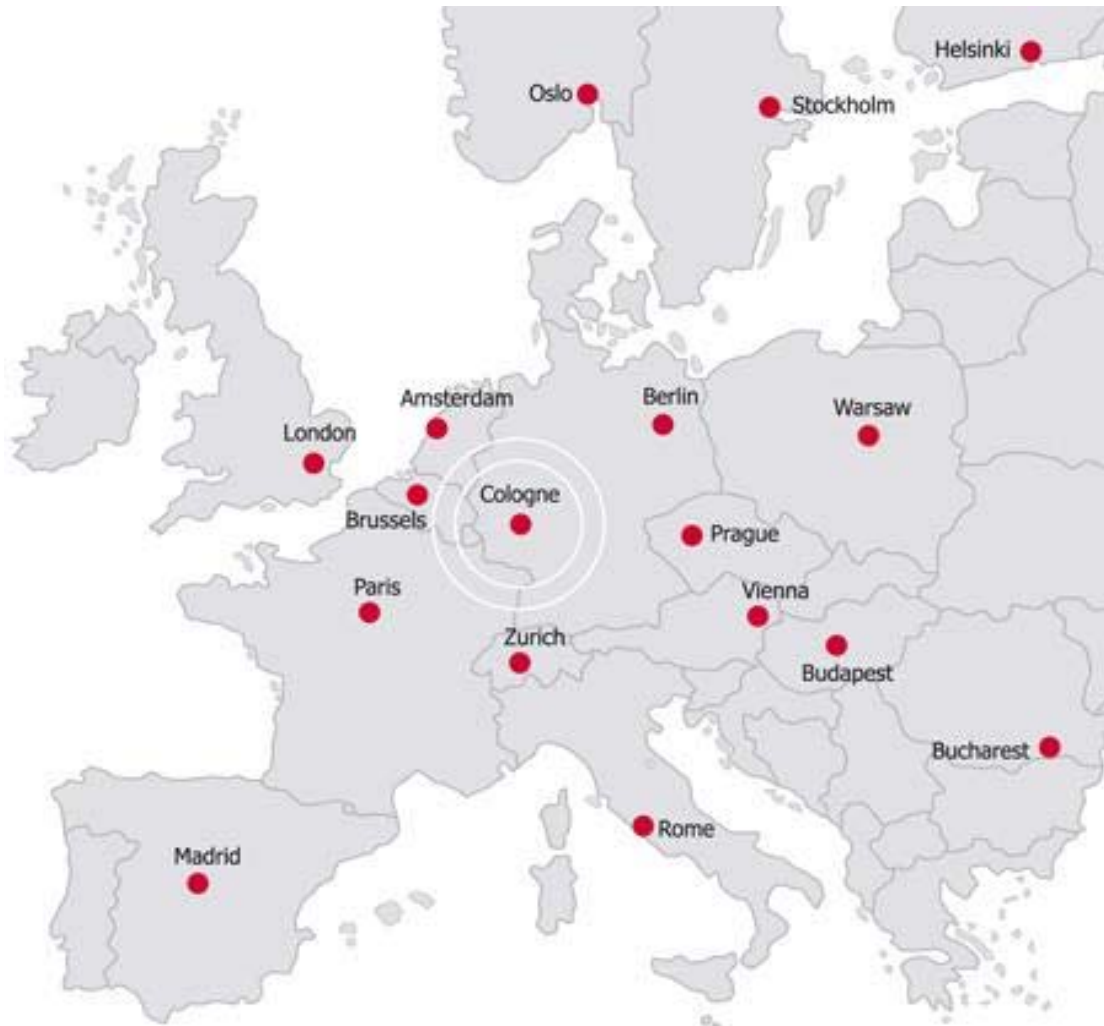 Helsinki
Oslo
Stockholm
Amsterdam
Berlin
Warsaw
London
Cologne
Brussels
Prague
Paris
Vienna
Zurich
Budapest
Bucharest
Rome
Madrid